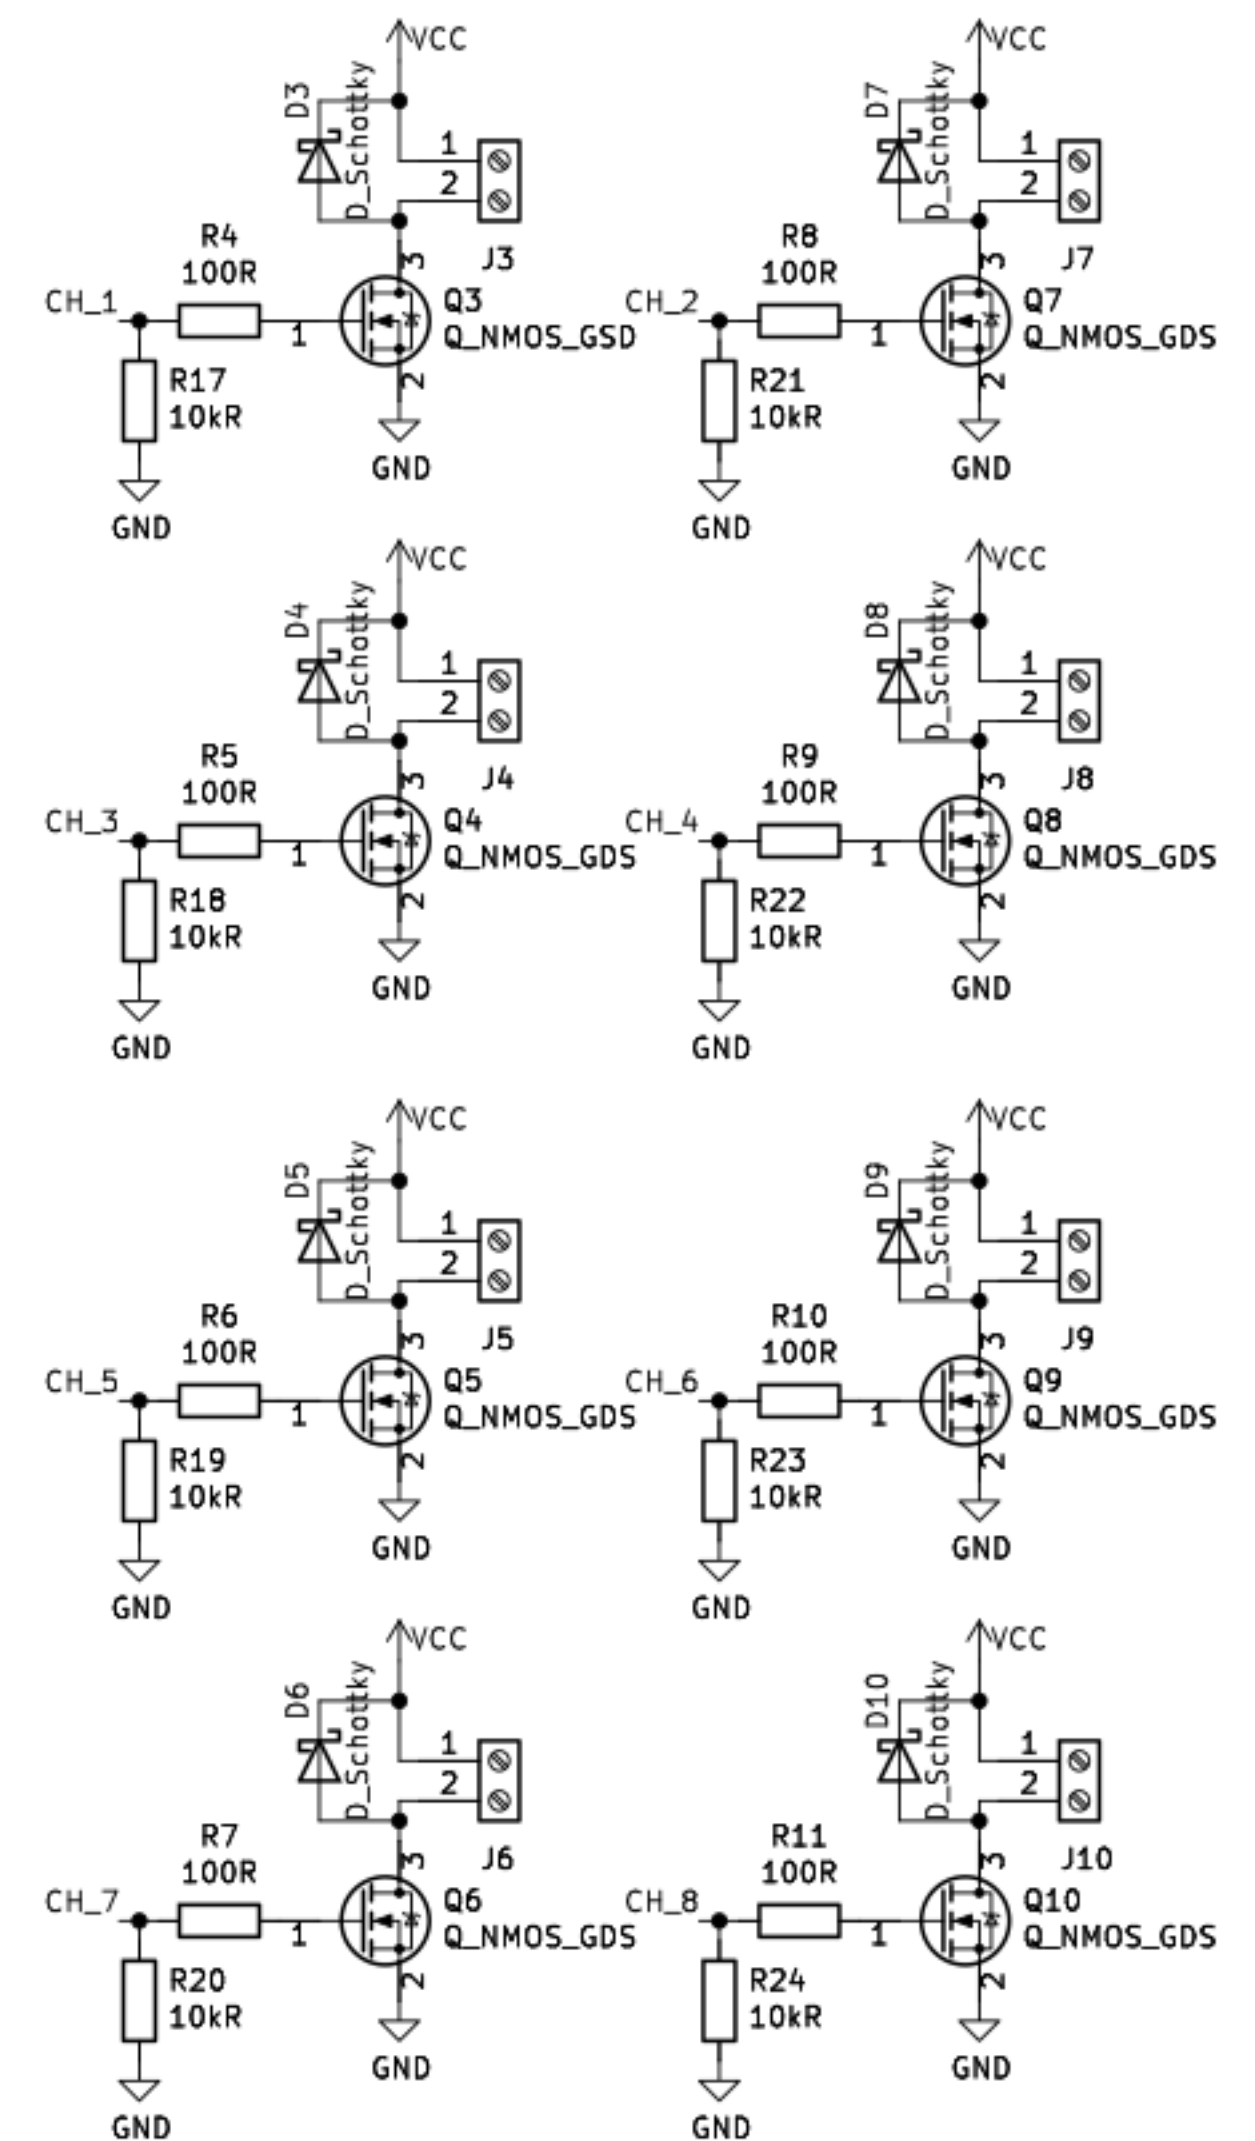 VCC
D3
D_Schottky
1
2
J3
R4
100R
3
CH_1
1
Q3
Q_NMOS_GSD
R17
10kR
2
GND
GND
VCC
D7
D_Schottky
1
2
J7
R8
100R
3
CH_2
1
Q7
Q_NMOS_GDS
R21
10kR
2
GND
GND
VCC
D4
D_Schottky
1
2
J4
R5
100R
3
CH_3
1
Q4
Q_NMOS_GDS
R18
10kR
2
GND
GND
VCC
D8
D_Schottky
1
2
J8
R9
100R
3
CH_4
1
Q8
Q_NMOS_GDS
R22
10kR
2
GND
GND
VCC
D5
D_Schottky
1
2
J5
R6
100R
3
CH_5
1
Q5
Q_NMOS_GDS
R19
10kR
2
GND
GND
VCC
D9
D_Schottky
1
2
J9
R10
100R
3
CH_6
1
Q9
Q_NMOS_GDS
R23
10kR
2
GND
GND
VCC
D6
D_Schottky
1
2
J6
R7
100R
3
CH_7
1
Q6
Q_NMOS_GDS
R20
10kR
2
GND
GND
VCC
D10
D_Schottky
1
2
J10
R11
100R
3
CH_8
1
Q10
Q_NMOS_GDS
R24
10kR
2
GND
GND